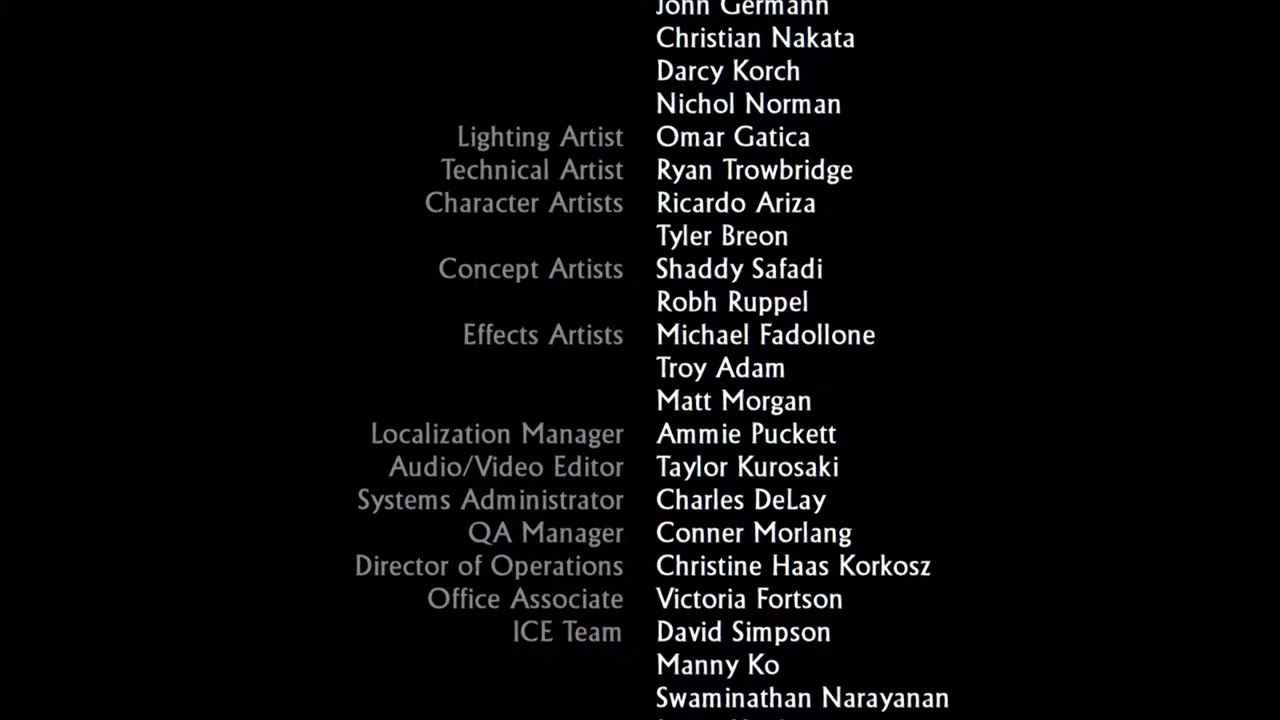 John Germann
Christian Nakata
Darcy Korch
Nichol Norman
Lighting Artist Omar Gatica
Technical Artist Ryan Trowbridge
Character Artists Ricardo Ariza
Tyler Breon
Concept Artists Shaddy Safadi
Robh Ruppel
Effects Artists Michael Fadollone
Troy Adam
Matt Morgan
Localization Manager Ammie Puckett
Audio/Video Editor Taylor Kurosaki
Systems Administrator Charles DeLay
QA Manager Conner Morlang
Director of Operations Christine Haas Korkosz
Office Associate Victoria Fortson
ICE Team David Simpson
Manny Ko
Swaminathan Narayanan